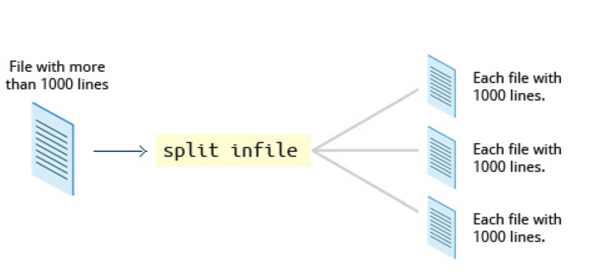 File with more
than 1000 lines
split infile
Each file with
1000 lines.
Each file with
1000 lines.
Each file with
1000 lines.